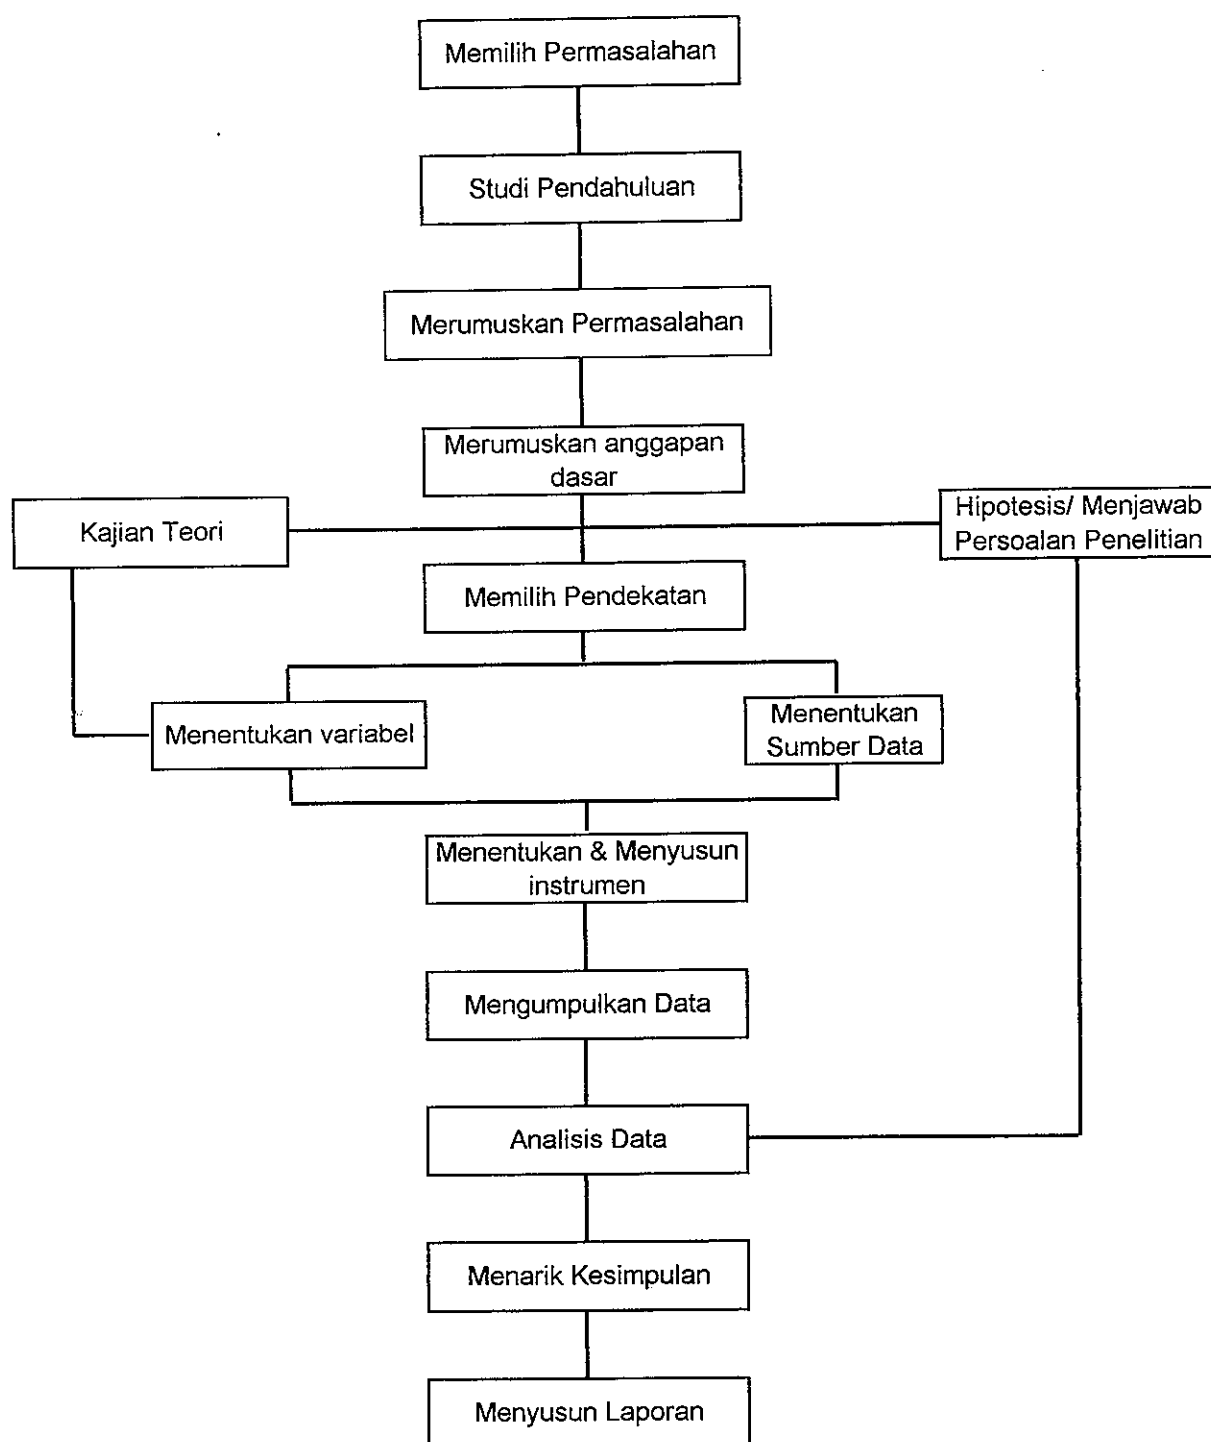 Memilih Permasalahan
Studi Pendahuluan
Merumuskan Permasalahan
Merumuskan anggapan
dasar
Kajian Teori
Hipotesis/ Menjawab
Persoalan Penelitian
Memilih Pendekatan
Menentukan variabel
Menentukan
Sumber Data
Menentukan & Menyusun
instrumen
Mengumpulkan Data
Analisis Data
Menarik Kesimpulan
Menyusun Laporan